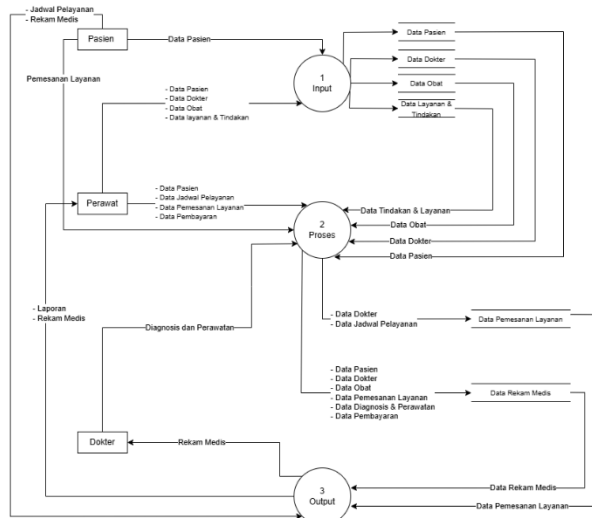 - Jadwal Pelayanan
- Rekam Medis
Pasien
Data Pasien
Pemesanan Layanan
1
Input
Data Pasien
Data Dokter
Data Obat
Data Layanan &
Tindakan
- Data Pasien
- Data Dokter
- Data Obat
- Data layanan & Tindakan
Perawat
- Data Pasien
- Data Jadwal Pelayanan
- Data Pemesanan Layanan
- Data Pembayaran
2
Proses
Data Tindakan & Layanan
Data Obat
Data Dokter
Data Pasien
- Laporan
- Rekam Medis
Diagnosis dan Perawatan
- Data Dokter
- Data Jadwal Pelayanan
Data Pemesanan Layanan
- Data Pasien
- Data Dokter
- Data Obat
- Data Pemesanan Layanan
- Data Diagnosis & Perawatan
- Data Pembayaran
Data Rekam Medis
Dokter
Rekam Medis
3
Output
Data Rekam Medis
Data Pemesanan Layanan